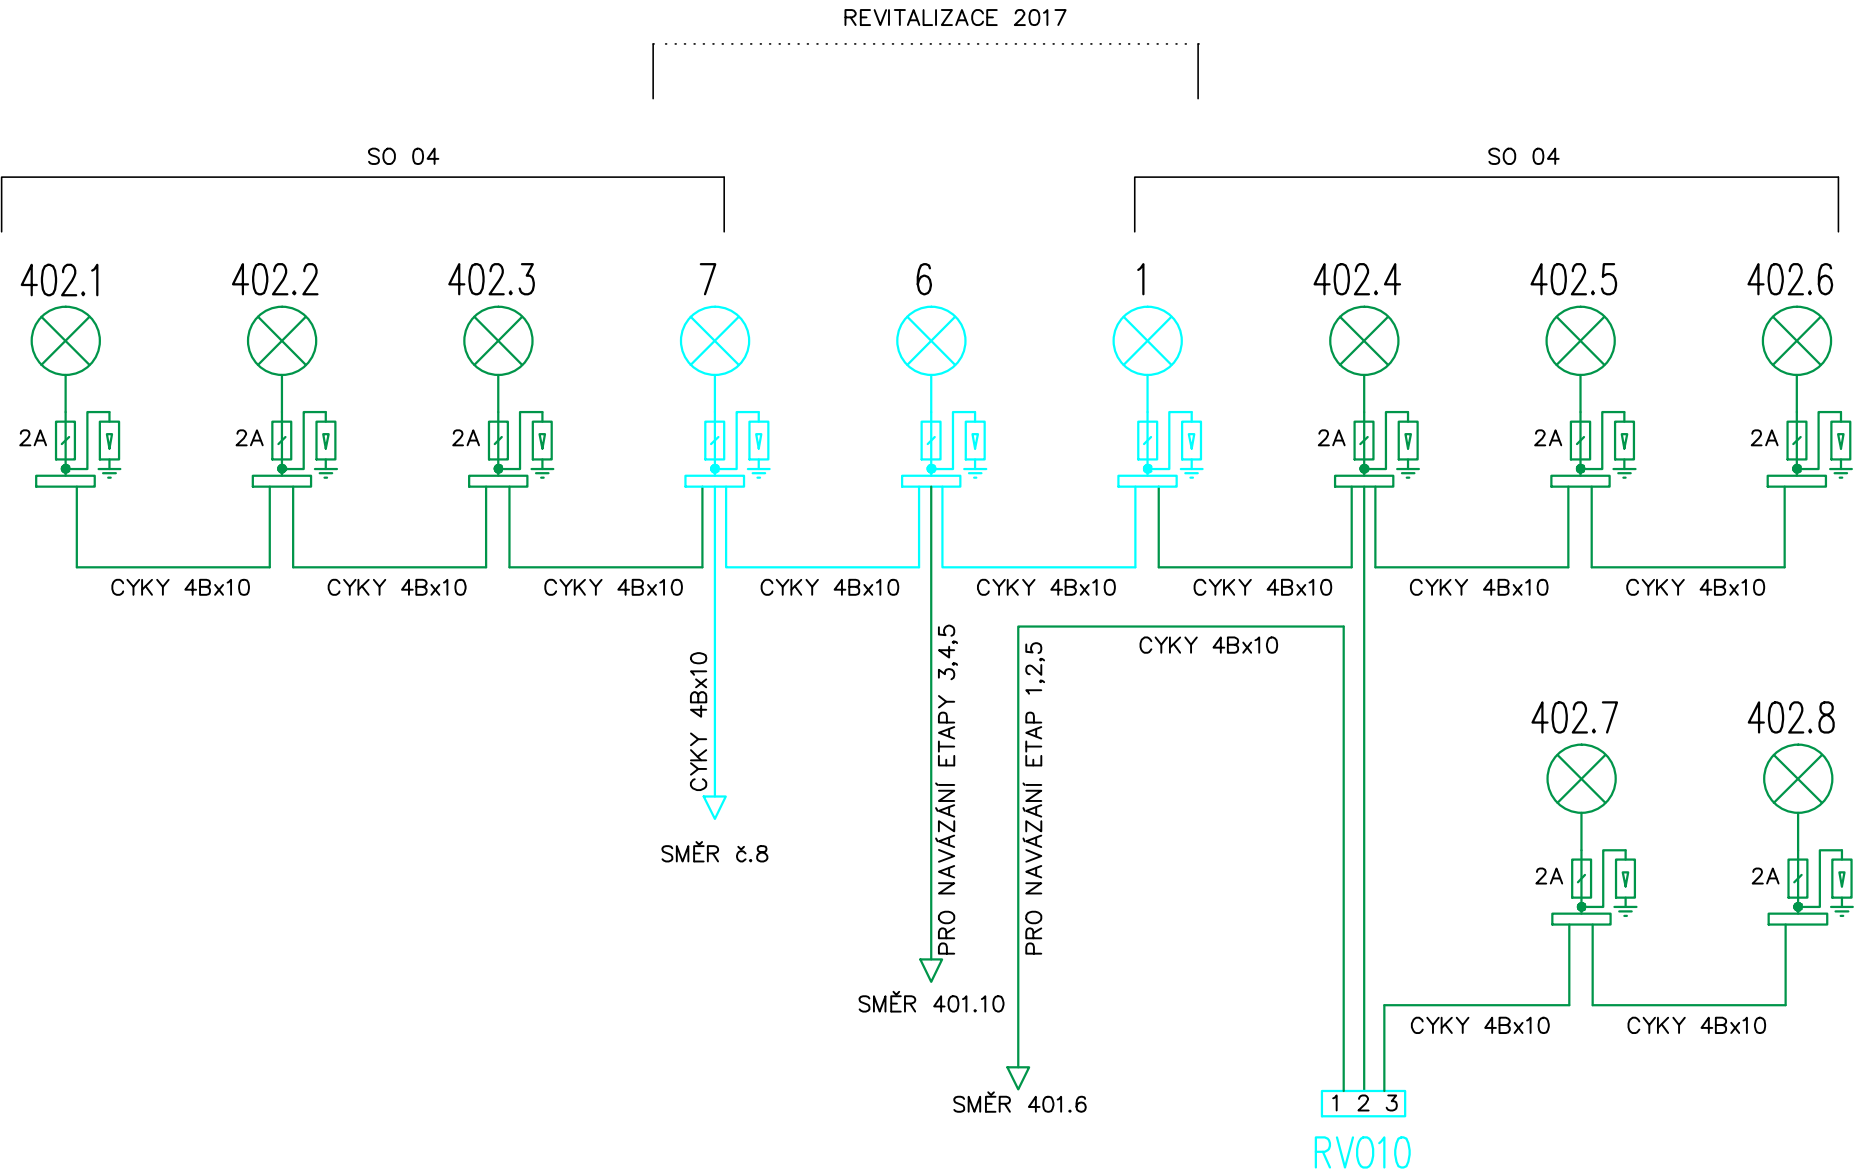 REVITALIZACE 2017
SO 04
SO 04
402.1
402.2
402.3
7
6
1
402.4
402.5
402.6
2A
2A
2A
2A
2A
2A
CYKY 4Bx10
CYKY 4Bx10
CYKY 4Bx10
CYKY 4Bx10
CYKY 4Bx10
CYKY 4Bx10
CYKY 4Bx10
CYKY 4Bx10
CYKY 4Bx10
CYKY 4Bx10
PRO NAVÁZÁNÍ ETAPY 3,4,5
PRO NAVÁZÁNÍ ETAP 1,2,5
402.7
402.8
SMĚR č.8
2A
2A
SMĚR 401.10
CYKY 4Bx10
CYKY 4Bx10
SMĚR 401.6
1 2 3
RVO10